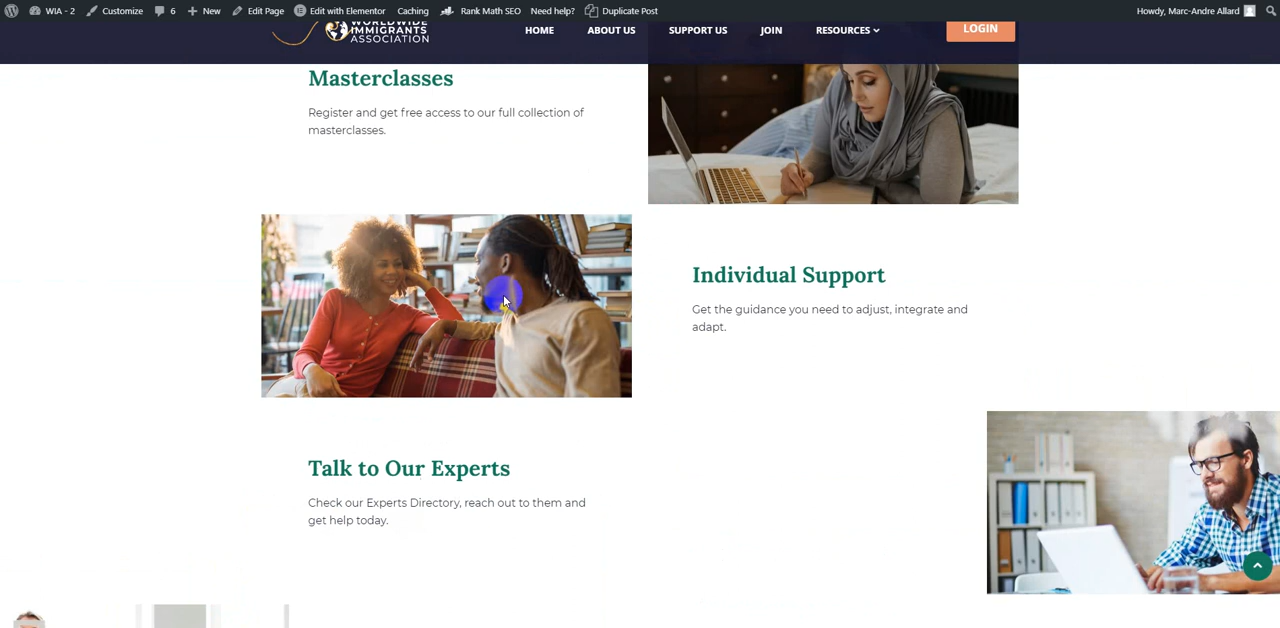 WIA - 2 Customize 6 New Edit Page Edit with Elementor Caching Rank Math SEO Need help? Duplicate Post Howdy, Marc-Andre Allard
WORLDWIDE
IMMIGRANTS
ASSOCIATION
HOME ABOUT US SUPPORT US JOIN RESOURCES LOGIN
Masterclasses
Register and get free access to our full collection of
masterclasses.
Individual Support
Get the guidance you need to adjust, integrate and
adapt.
Talk to Our Experts
Check our Experts Directory, reach out to them and
get help today.